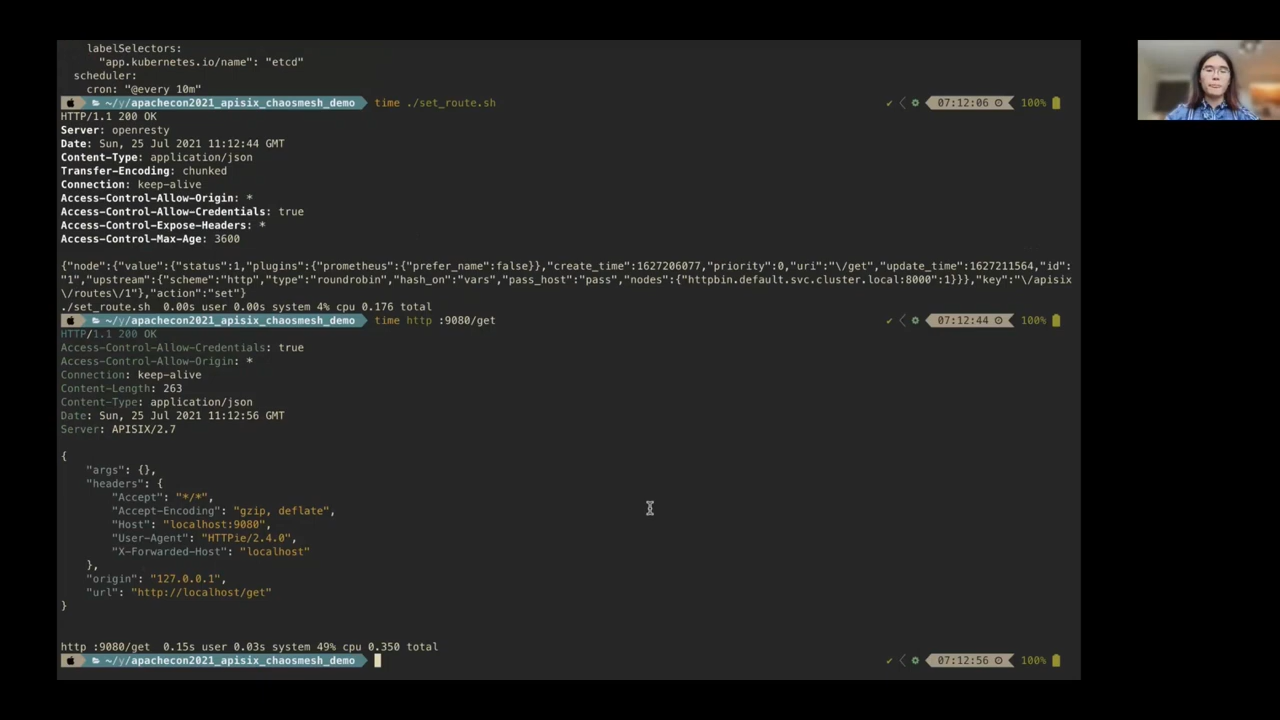 labelSelectors:
"app.kubernetes.io/name": "etcd"
scheduler:
cron: "@every 10m"
~/y/apachecon2021_apisix_chaosmesh_demo time ./set_route.sh ✔ 07:12:06 100%
HTTP/1.1 200 OK
Server: openresty
Date: Sun, 25 Jul 2021 11:12:44 GMT
Content-Type: application/json
Transfer-Encoding: chunked
Connection: keep-alive
Access-Control-Allow-Origin: *
Access-Control-Allow-Credentials: true
Access-Control-Expose-Headers: *
Access-Control-Max-Age: 3600
{"node":{"value":{"status":1,"plugins":{"prometheus":{"prefer_name":false}},"create_time":1627206077,"priority":0,"uri":"\/get","update_time":1627211564,"id":
"1","upstream":{"scheme":"http","type":"roundrobin","hash_on":"vars","pass_host":"pass","nodes":{"httpbin.default.svc.cluster.local:8000":1}}},"key":"\/apisix
\/routes\/1"},"action":"set"}
./set_route.sh 0.00s user 0.00s system 4% cpu 0.176 total
~/y/apachecon2021_apisix_chaosmesh_demo time http :9080/get ✔ 07:12:44 100%
HTTP/1.1 200 OK
Access-Control-Allow-Credentials: true
Access-Control-Allow-Origin: *
Connection: keep-alive
Content-Length: 263
Content-Type: application/json
Date: Sun, 25 Jul 2021 11:12:56 GMT
Server: APISIX/2.7
{
"args": {},
"headers": {
"Accept": "*/*",
"Accept-Encoding": "gzip, deflate",
"Host": "localhost:9080",
"User-Agent": "HTTPie/2.4.0",
"X-Forwarded-Host": "localhost"
},
"origin": "127.0.0.1",
"url": "http://localhost/get"
}
http :9080/get 0.15s user 0.03s system 49% cpu 0.350 total
~/y/apachecon2021_apisix_chaosmesh_demo ✔ 07:12:56 100%